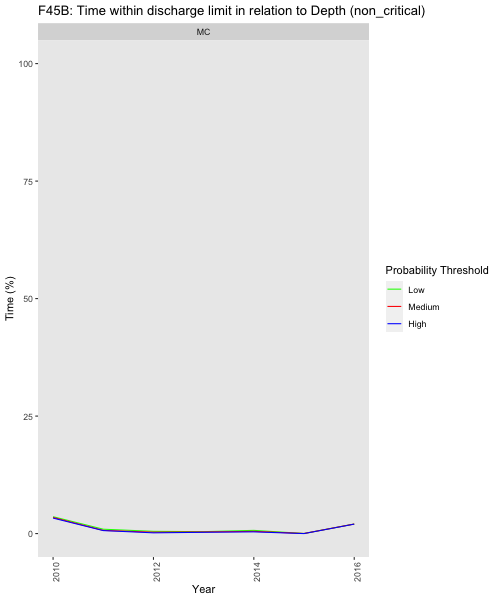 F45B: Time within discharge limit in relation to Depth (non_critical)
MC
100
75
50
25
0
Time (%)
2010
2012
2014
2016
Year
Probability Threshold
Low
Medium
High